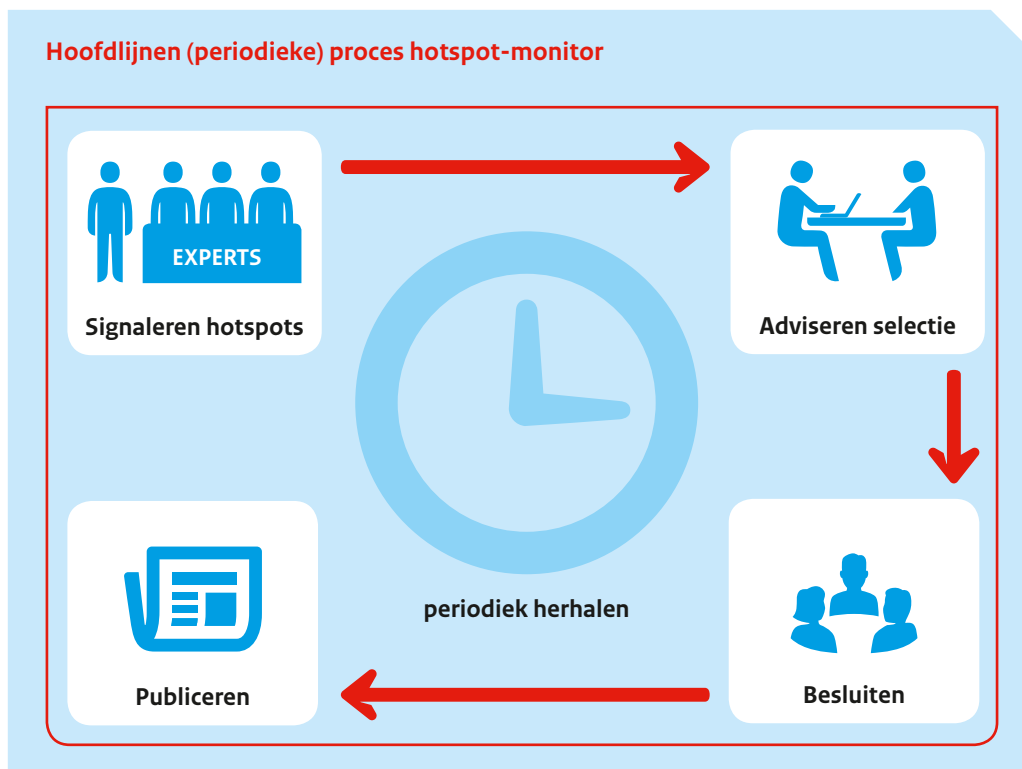 Hoofdlijnen (periodieke) proces hotspot-monitor
EXPERTS
Signaleren hotspots
Adviseren selectie
periodiek herhalen
Publiceren
Besluiten